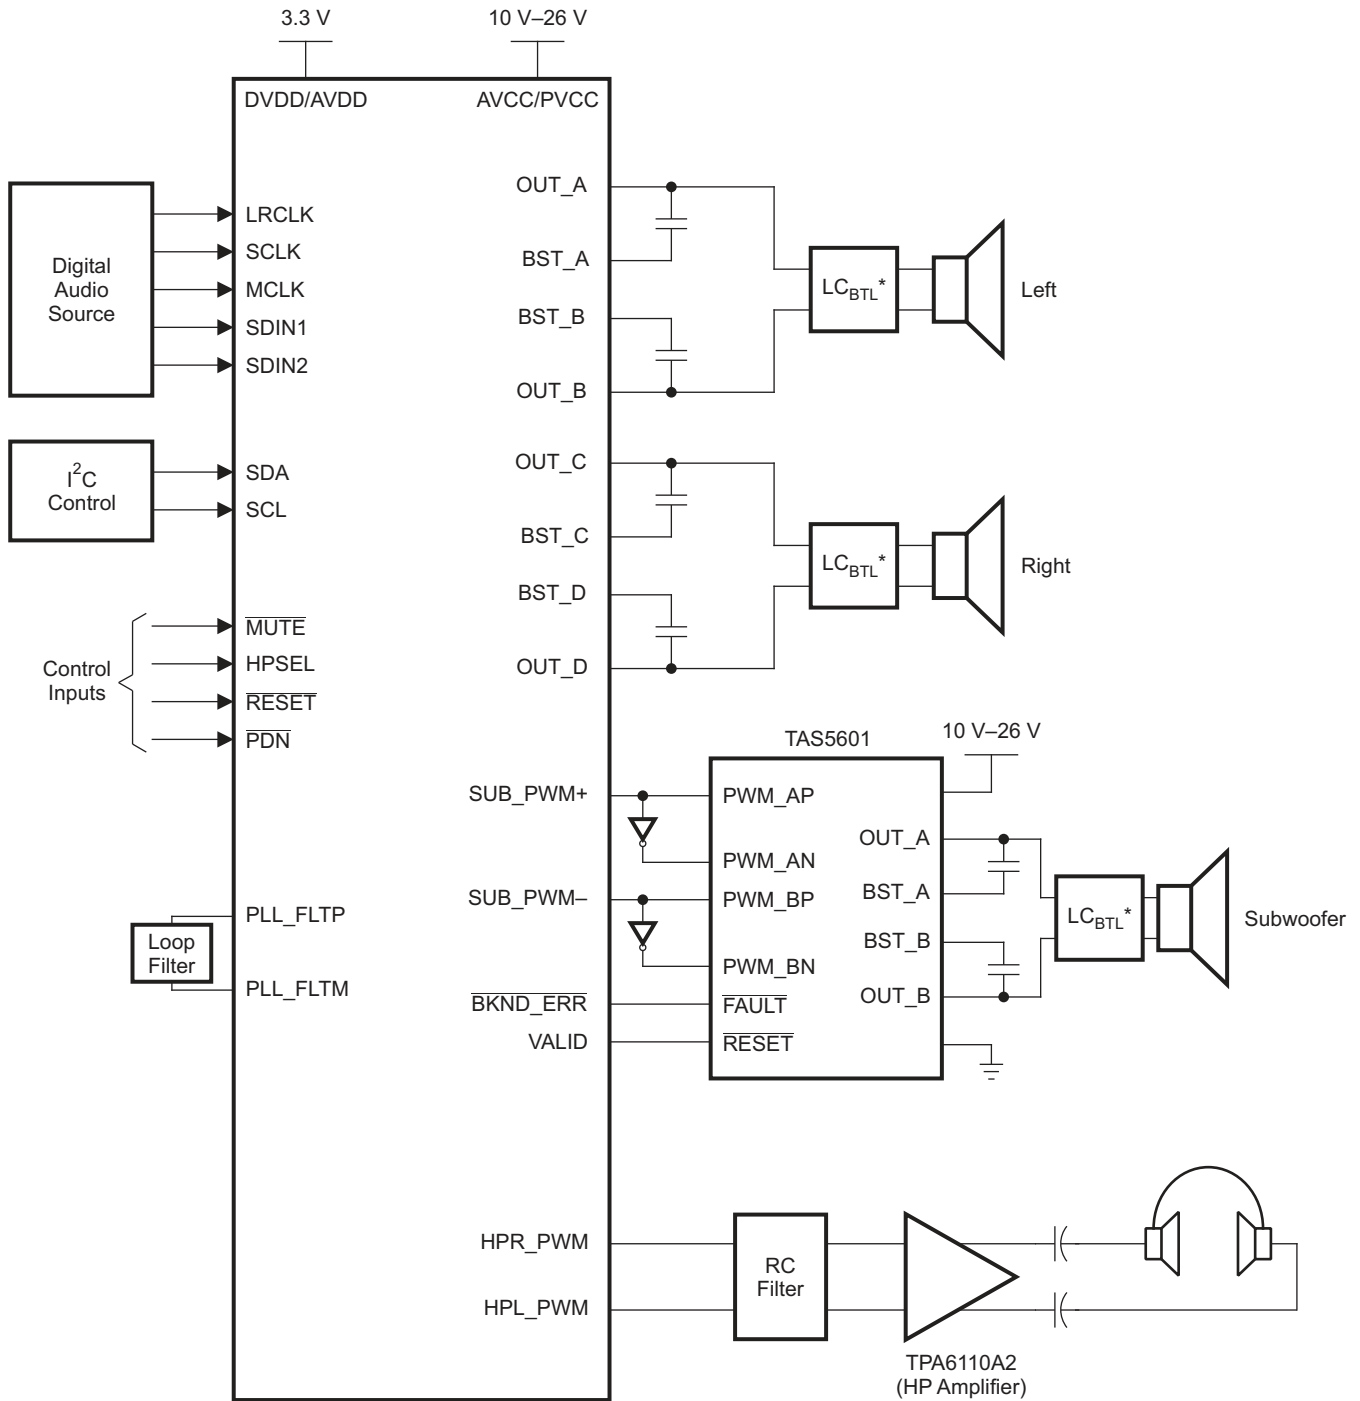 3.3 V
10 V–26 V
DVDD/AVDD
AVCC/PVCC
Digital
Audio
Source
LRCLK
SCLK
MCLK
SDIN1
SDIN2
OUT_A
BST_A
BST_B
OUT_B
LC_BTL*
Left
I²C
Control
SDA
SCL
OUT_C
BST_C
BST_D
OUT_D
LC_BTL*
Right
Control
Inputs
MUTE
HPSEL
RESET
PDN
TAS5601
10 V–26 V
SUB_PWM+
SUB_PWM–
BKND_ERR
VALID
PWM_AP
PWM_AN
PWM_BP
PWM_BN
FAULT
RESET
OUT_A
BST_A
BST_B
OUT_B
LC_BTL*
Subwoofer
Loop
Filter
PLL_FLTP
PLL_FLTM
HPR_PWM
HPL_PWM
RC
Filter
TPA6110A2
(HP Amplifier)